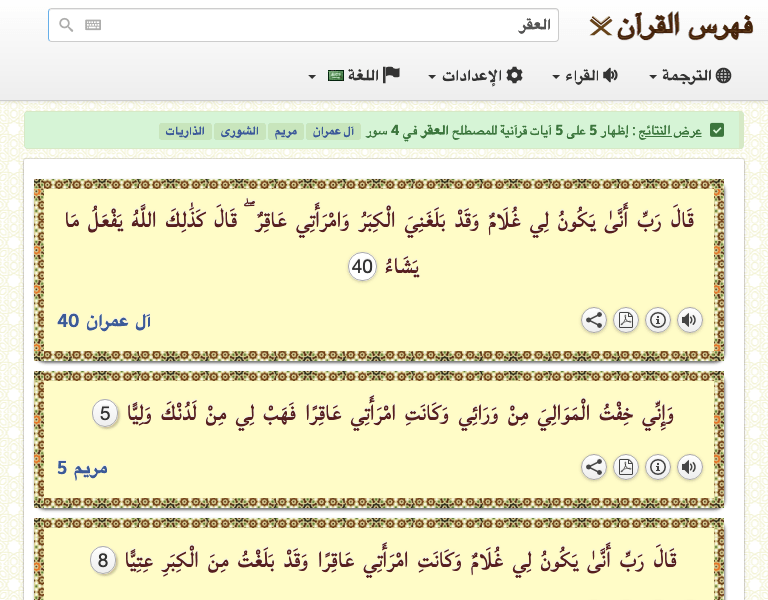 فهرس القرآن
العقر
الترجمة القراء الإعدادات اللغة
عرض النتائج : إظهار 5 على 5 آيات قرآنية للمصطلح العقر في 4 سور آل عمران مريم الشورى الذاريات
قَالَ رَبِّ أَنَّىٰ يَكُونُ لِي غُلَامٌ وَقَدْ بَلَغَنِيَ الْكِبَرُ وَامْرَأَتِي عَاقِرٌ ۖ قَالَ كَذَٰلِكَ اللَّهُ يَفْعَلُ مَا
يَشَاءُ 40
آل عمران 40
وَإِنِّي خِفْتُ الْمَوَالِيَ مِنْ وَرَائِي وَكَانَتِ امْرَأَتِي عَاقِرًا فَهَبْ لِي مِنْ لَدُنْكَ وَلِيًّا 5
مريم 5
قَالَ رَبِّ أَنَّىٰ يَكُونُ لِي غُلَامٌ وَكَانَتِ امْرَأَتِي عَاقِرًا وَقَدْ بَلَغْتُ مِنَ الْكِبَرِ عِتِيًّا 8